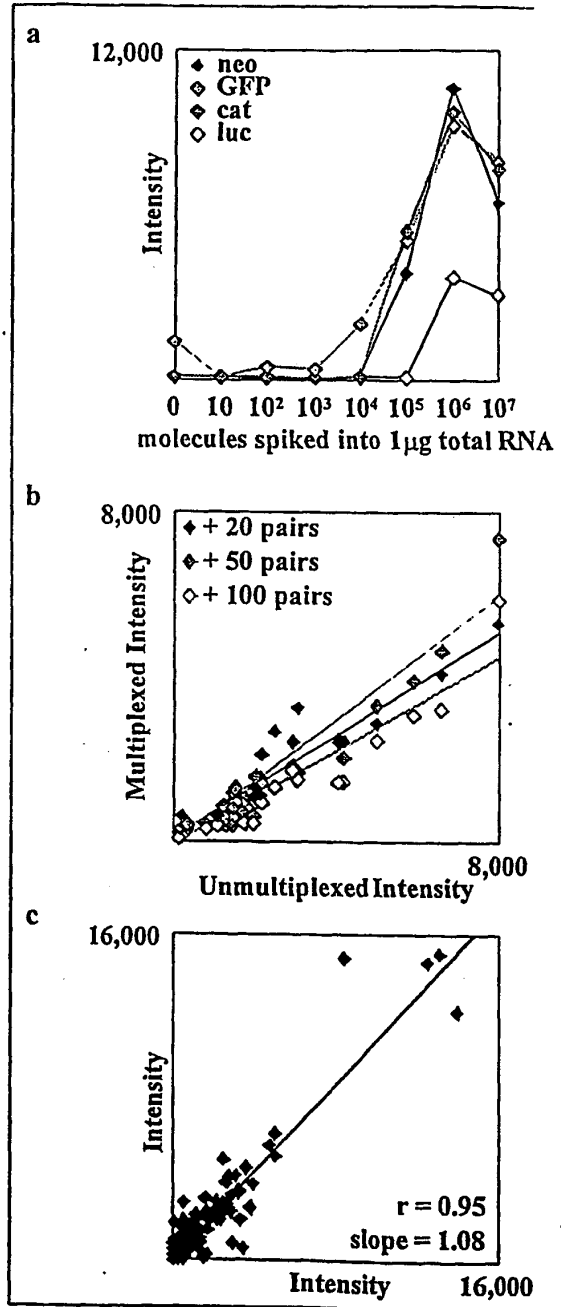 a
12,000
neo
GFP
cat
luc
Intensity
0 10 10² 10³ 10⁴ 10⁵ 10⁶ 10⁷
molecules spiked into 1μg total RNA
b
8,000
+ 20 pairs
+ 50 pairs
+ 100 pairs
Multiplexed Intensity
8,000
Unmultiplexed Intensity
c
16,000
Intensity
r = 0.95
slope = 1.08
Intensity 16,000